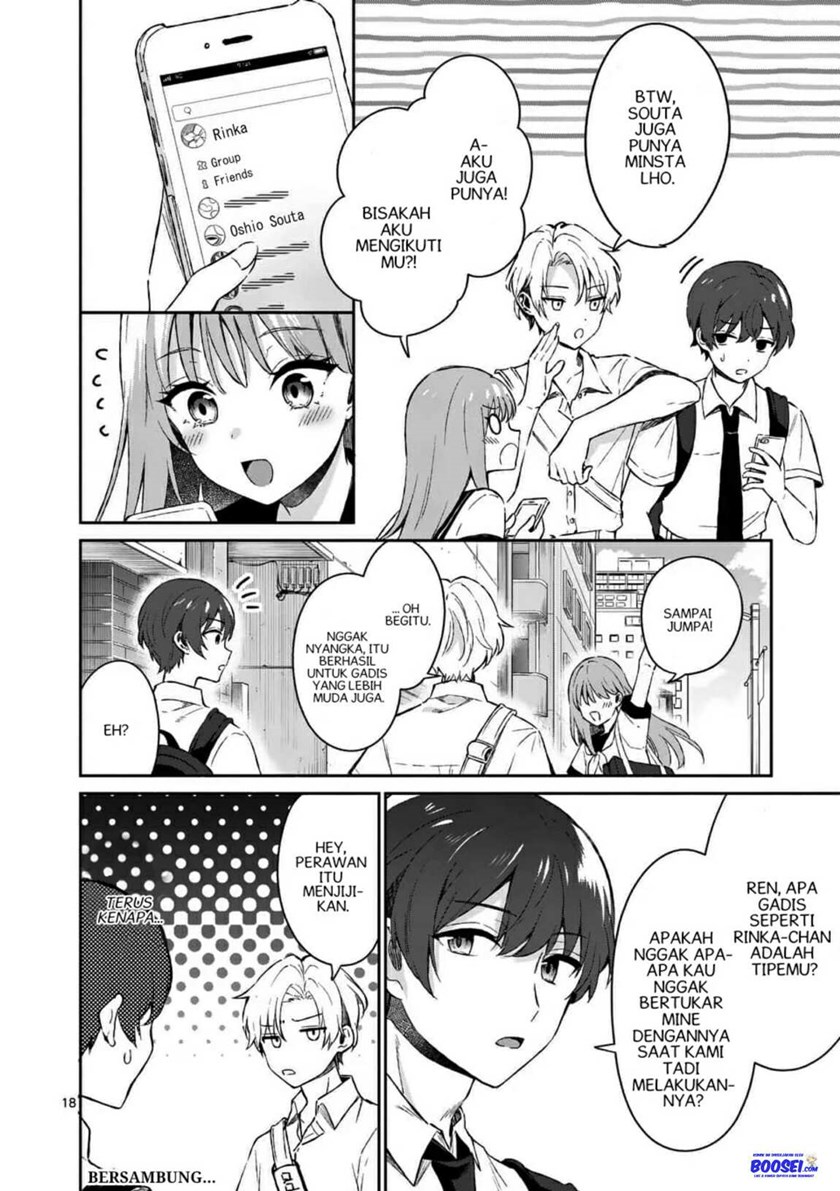 BTW,
SOUTA
JUGA
PUNYA
MINSTA
LHO.
A-
AKU
JUGA
PUNYA!
BISAKAH
AKU
MENGIKUTI
MU?!
Rinka
Group
Friends
Oshio Souta
SAMPAI
JUMPA!
... OH
BEGITU.
NGGAK
NYANGKA, ITU
BERHASIL
UNTUK GADIS
YANG LEBIH
MUDA JUGA.
EH?
REN, APA
GADIS
SEPERTI
RINKA-CHAN
ADALAH
TIPEMU?
APAKAH
NGGAK APA-
APA KAU
NGGAK
BERTUKAR
MINE
DENGANNYA
SAAT KAMI
TADI
MELAKUKAN-
NYA?
HEY,
PERAWAN
ITU
MENJIJI-
KAN.
TERUS
KENAPA...
18
BERSAMBUNG...
BOOSEI.COM